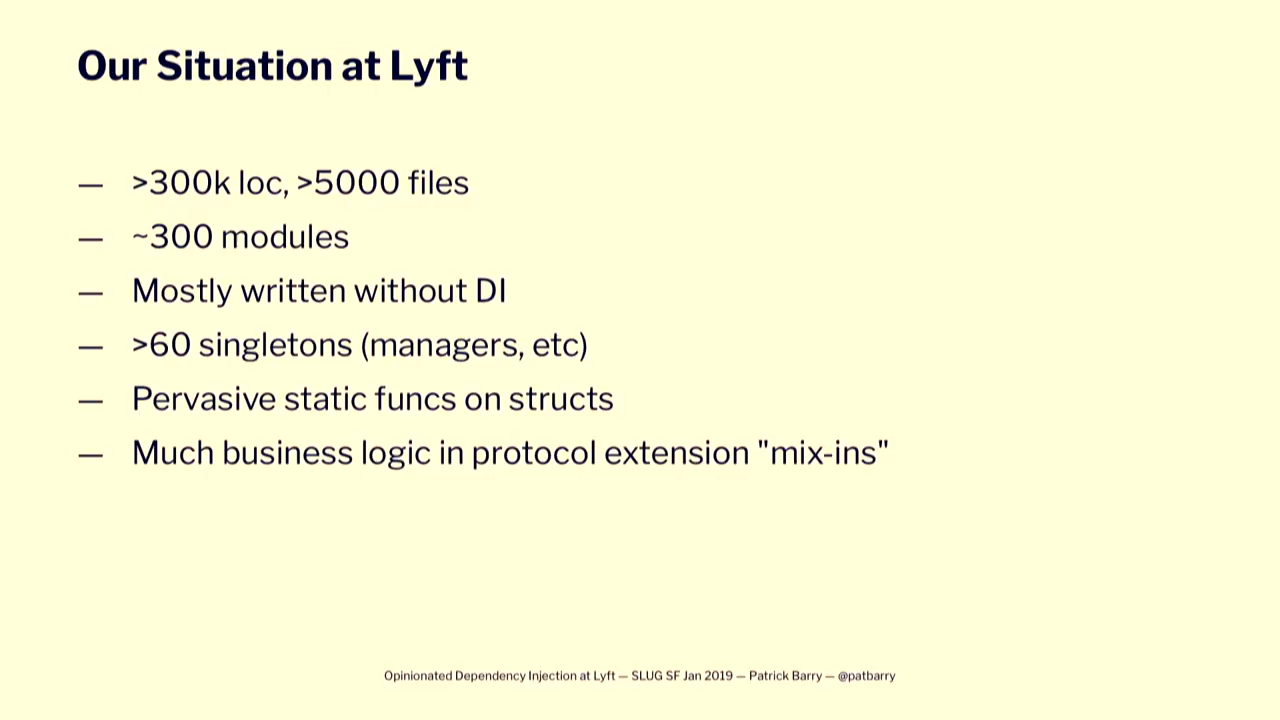 Our Situation at Lyft
— >300k loc, >5000 files
— ~300 modules
— Mostly written without DI
— >60 singletons (managers, etc)
— Pervasive static funcs on structs
— Much business logic in protocol extension "mix-ins"
Opinionated Dependency Injection at Lyft — SLUG SF Jan 2019 — Patrick Barry — @patbarry